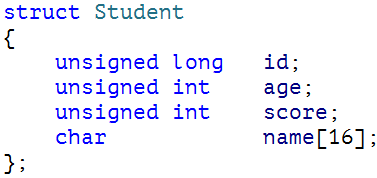 struct Student
{
    unsigned long   id;
    unsigned int    age;
    unsigned int    score;
    char            name[16];
};